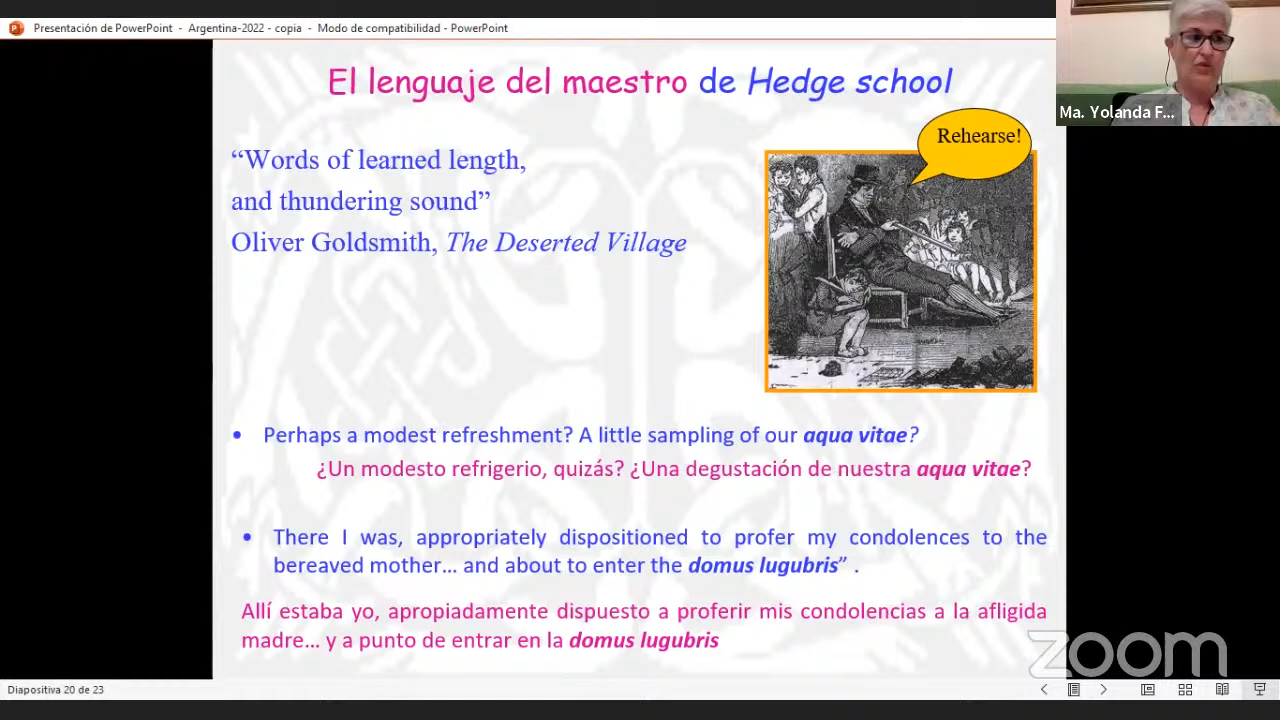 Presentación de PowerPoint - Argentina-2022 - copia - Modo de compatibilidad - PowerPoint
El lenguaje del maestro de Hedge school
Ma. Yolanda F...
Rehearse!
“Words of learned length,
and thundering sound”
Oliver Goldsmith, The Deserted Village
• Perhaps a modest refreshment? A little sampling of our aqua vitae?
¿Un modesto refrigerio, quizás? ¿Una degustación de nuestra aqua vitae?
• There I was, appropriately dispositioned to profer my condolences to the
bereaved mother… and about to enter the domus lugubris” .
Allí estaba yo, apropiadamente dispuesto a proferir mis condolencias a la afligida
madre… y a punto de entrar en la domus lugubris
zoom
Diapositiva 20 de 23